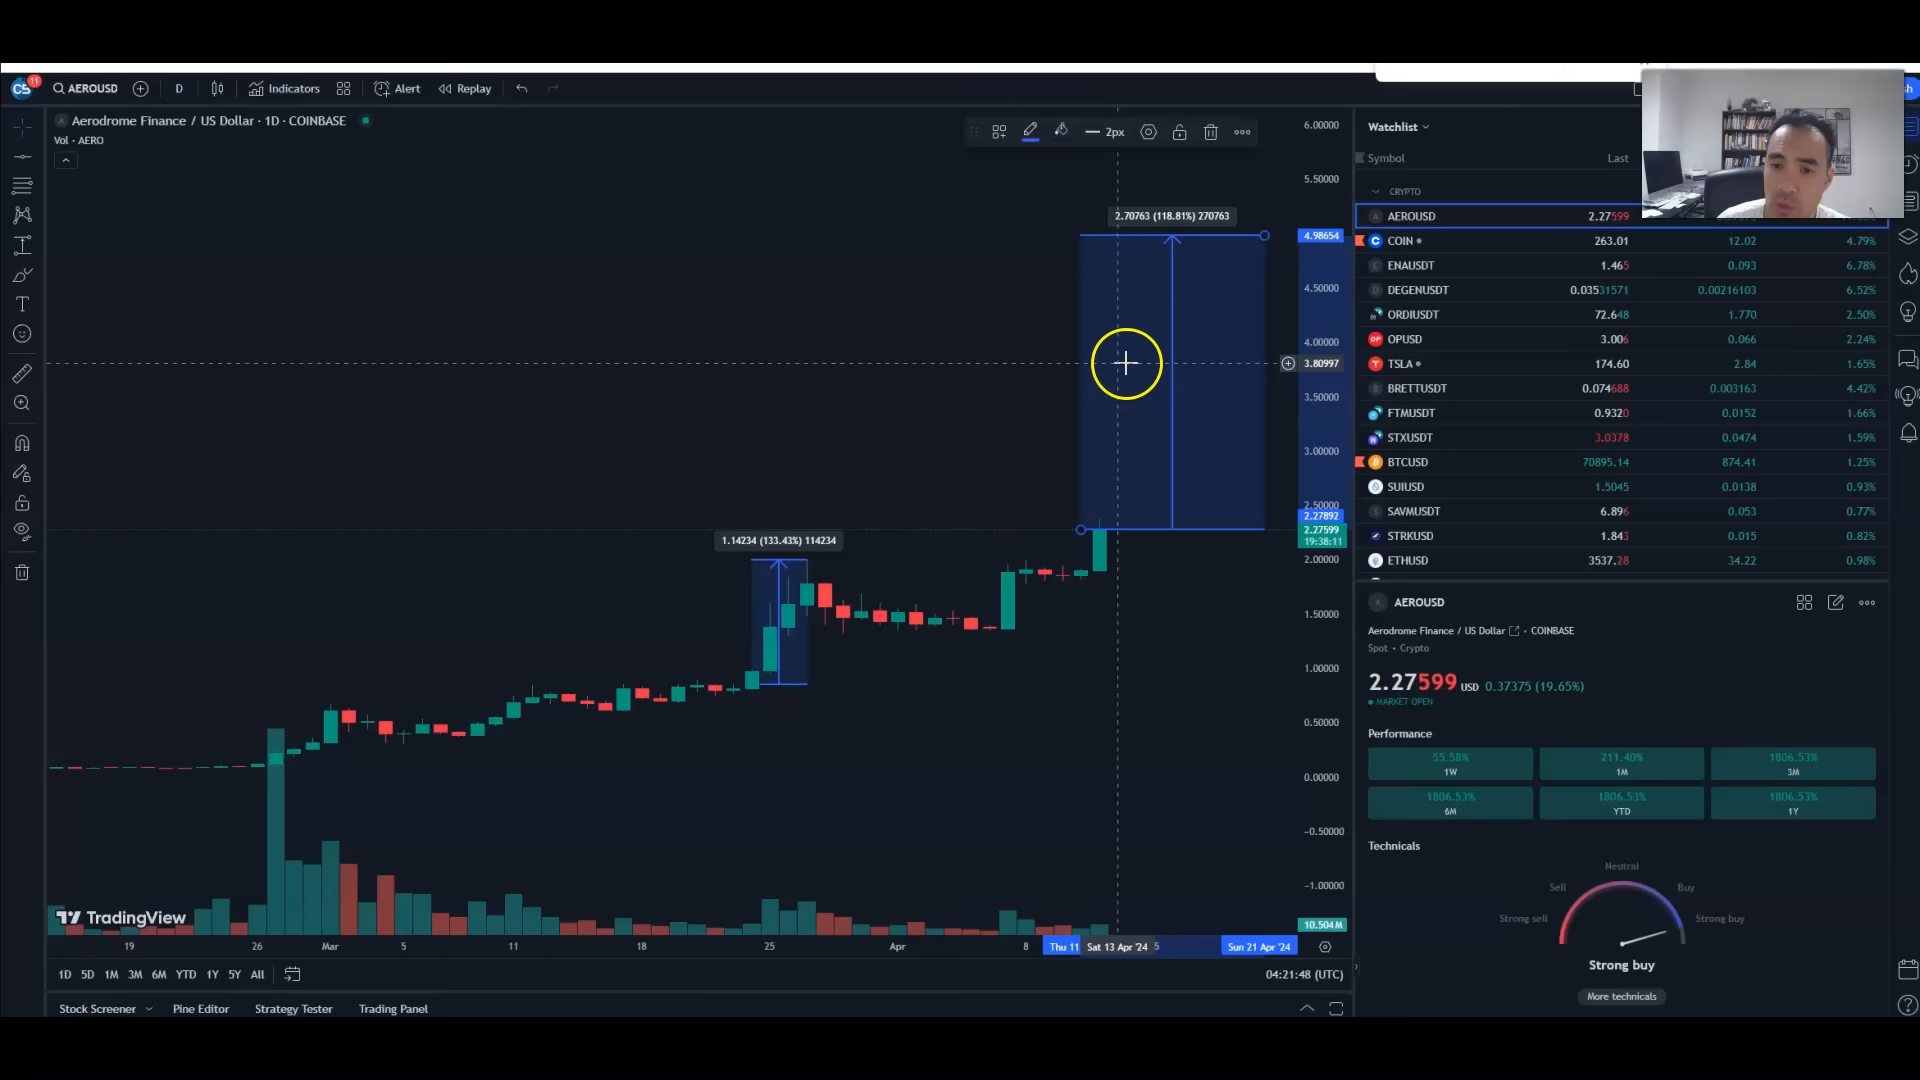 11
AEROUSD
D
Indicators
Alert
Replay
Aerodrome Finance / US Dollar · 1D · COINBASE
Vol · AERO
2px
6.00000
5.50000
2.70763 (118.81%) 270763
4.98654
4.50000
4.00000
3.80997
3.50000
3.00000
2.50000
2.27892
2.27599
19:38:11
1.14234 (133.43%) 114234
2.00000
1.50000
1.00000
0.50000
0.00000
−0.50000
−1.00000
10.504M
TradingView
19 26 Mar 5 11 18 25 Apr 8 Thu 11 Sat 13 Apr '24 5 Sun 21 Apr '24
1D 5D 1M 3M 6M YTD 1Y 5Y All
04:21:48 (UTC)
Stock Screener Pine Editor Strategy Tester Trading Panel
Watchlist
Symbol Last
CRYPTO
AEROUSD 2.27599
COIN 263.01 12.02 4.79%
ENAUSDT 1.465 0.093 6.78%
DEGENUSDT 0.03531571 0.00216103 6.52%
ORDIUSDT 72.648 1.770 2.50%
OPUSD 3.006 0.066 2.24%
TSLA 174.60 2.84 1.65%
BRETTUSDT 0.074688 0.003163 4.42%
FTMUSDT 0.9320 0.0152 1.66%
STXUSDT 3.0378 0.0474 1.59%
BTCUSD 70895.14 874.41 1.25%
SUIUSD 1.5045 0.0138 0.93%
SAVMUSDT 6.896 0.053 0.77%
STRKUSD 1.843 0.015 0.82%
ETHUSD 3537.28 34.22 0.98%
AEROUSD
Aerodrome Finance / US Dollar · COINBASE
Spot · Crypto
2.27599 USD 0.37375 (19.65%)
MARKET OPEN
Performance
55.58% 211.40% 1806.53%
1W 1M 3M
1806.53% 1806.53% 1806.53%
6M YTD 1Y
Technicals
Neutral
Sell Buy
Strong sell Strong buy
Strong buy
More technicals